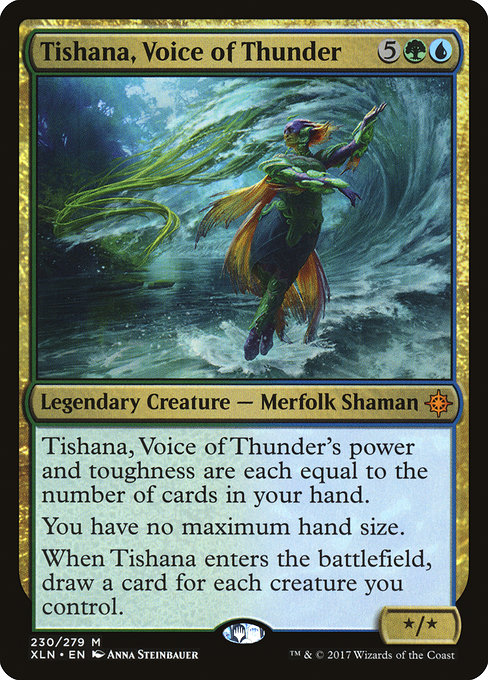 Tishana, Voice of Thunder 5
Legendary Creature — Merfolk Shaman
Tishana, Voice of Thunder's power
and toughness are each equal to the
number of cards in your hand.
You have no maximum hand size.
When Tishana enters the battlefield,
draw a card for each creature you
control.
*/*
230/279 M
XLN • EN Anna Steinbauer
™ & © 2017 Wizards of the Coast